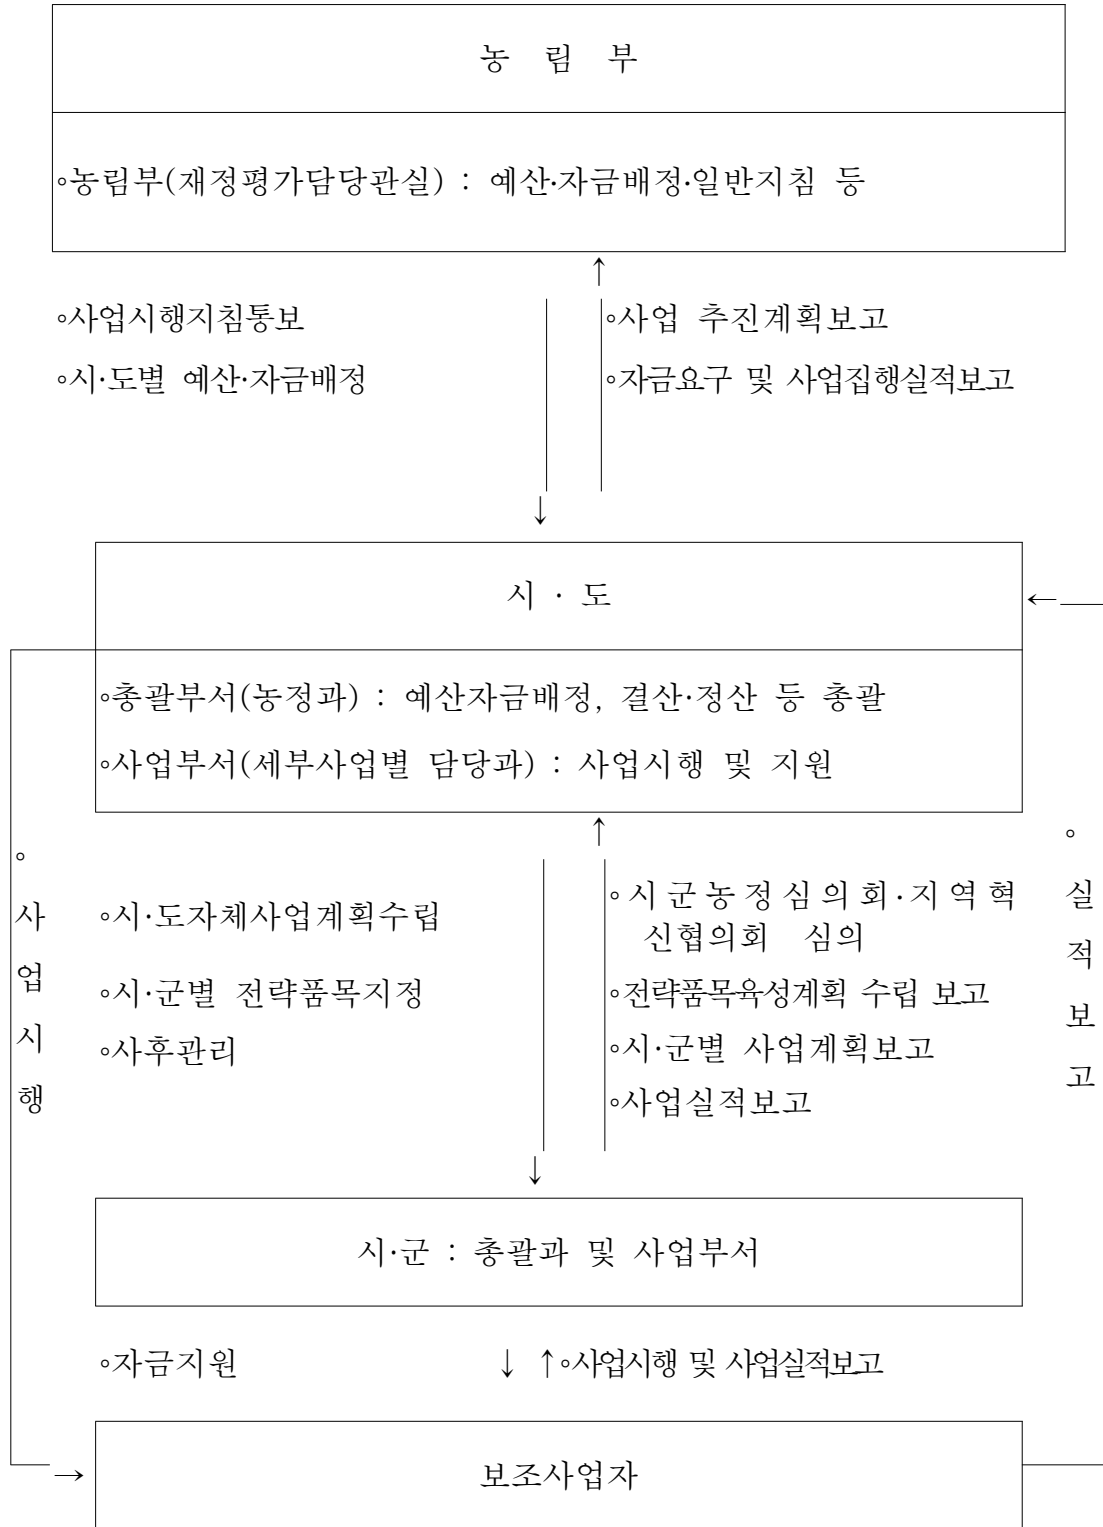 농 림 부
◦농림부(재정평가담당관실) : 예산·자금배정·일반지침 등
↑
◦사업시행지침통보
◦시·도별 예산·자금배정
◦사업 추진계획보고
◦자금요구 및 사업집행실적보고
↓
시 · 도
←
◦총괄부서(농정과) : 예산자금배정, 결산·정산 등 총괄
◦사업부서(세부사업별 담당과) : 사업시행 및 지원
↑
◦
사
업
시
행
◦시·도자체사업계획수립
◦시·군별 전략품목지정
◦사후관리
◦시군농정심의회·지역혁
신협의회 심의
◦전략품목육성계획 수립 보고
◦시·군별 사업계획보고
◦사업실적보고
◦
실
적
보
고
↓
시·군 : 총괄과 및 사업부서
◦자금지원 ↓ ↑◦사업시행 및 사업실적보고
→
보조사업자